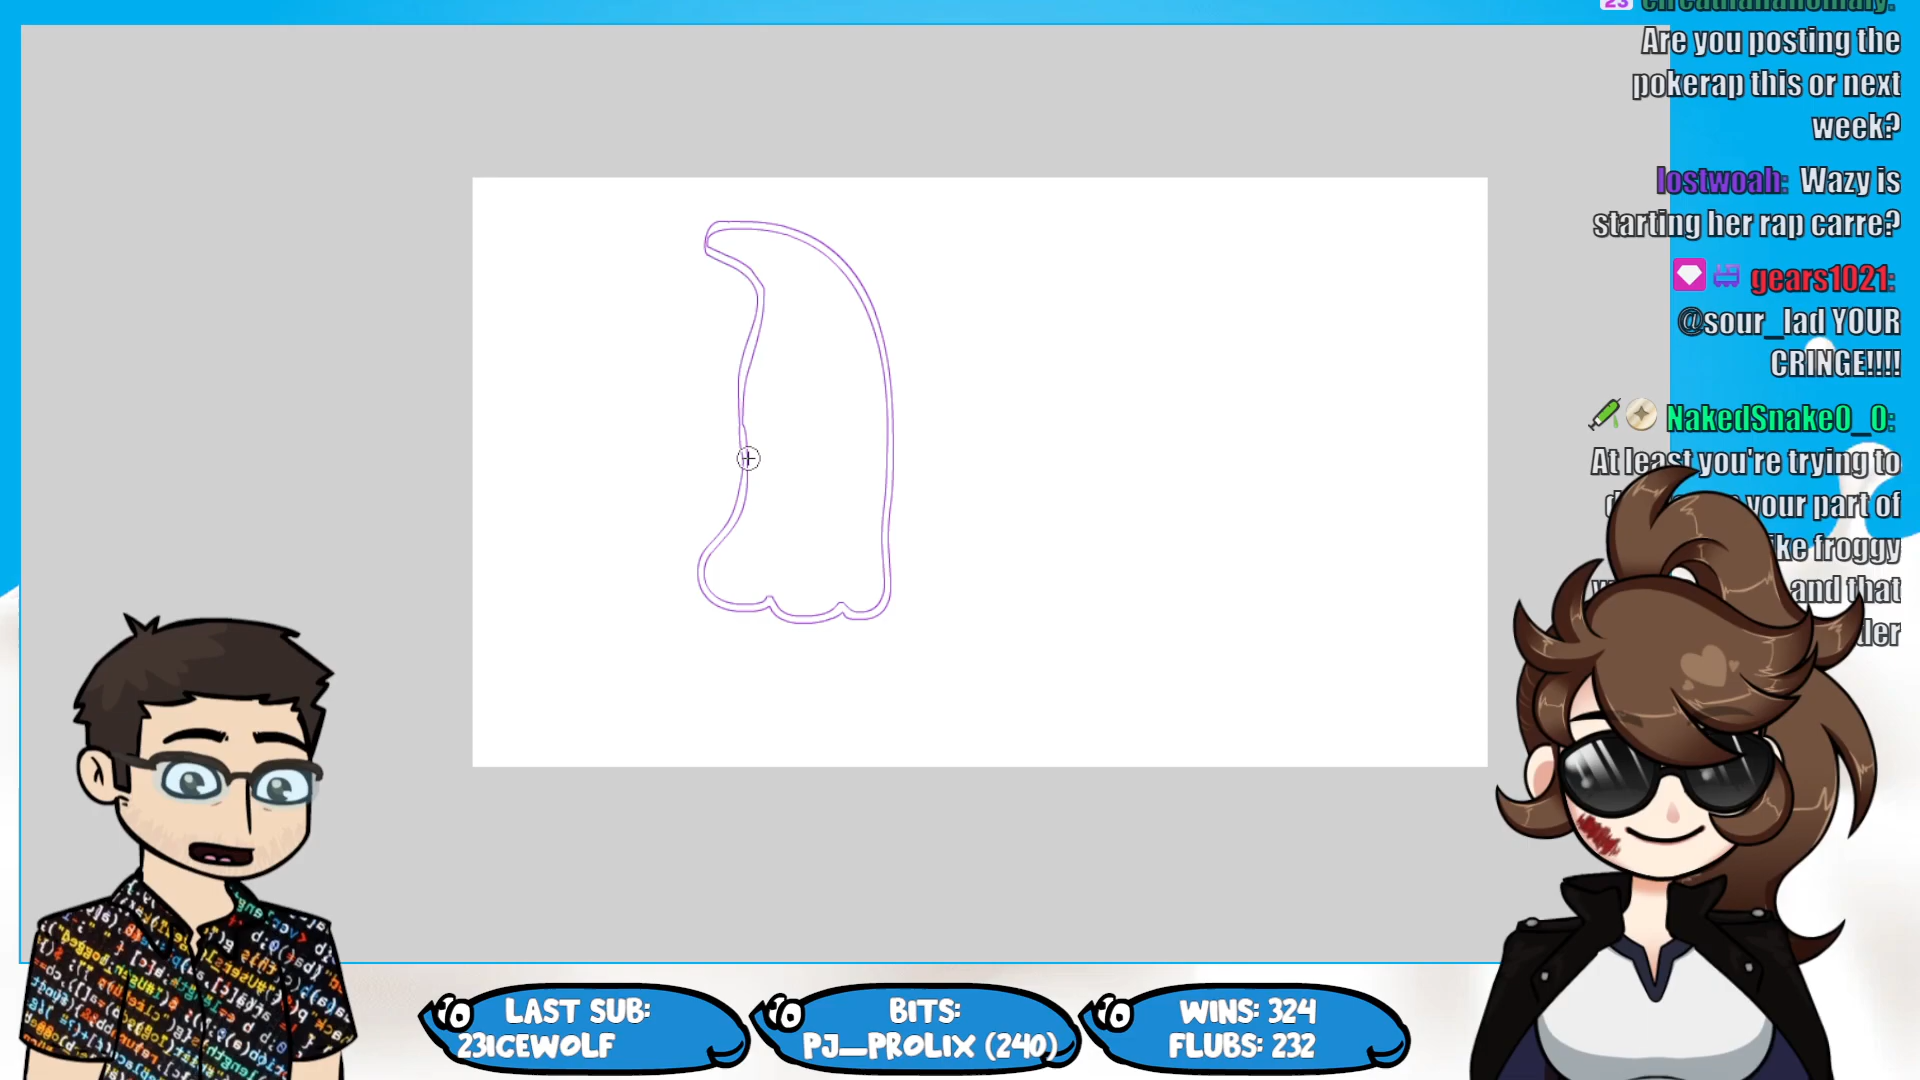 circadiananomaly:
Are you posting the
pokerap this or next
week?
lostwoah: Wazy is
starting her rap carre?
gears1021:
@sour_lad YOUR
CRINGE!!!!
NakedSnake0_0:
At least you're trying to
your part of
ke froggy
and that
ler
LAST SUB:
23ICEWOLF
BITS:
PJ_PROLIX (240)
WINS: 324
FLUBS: 232